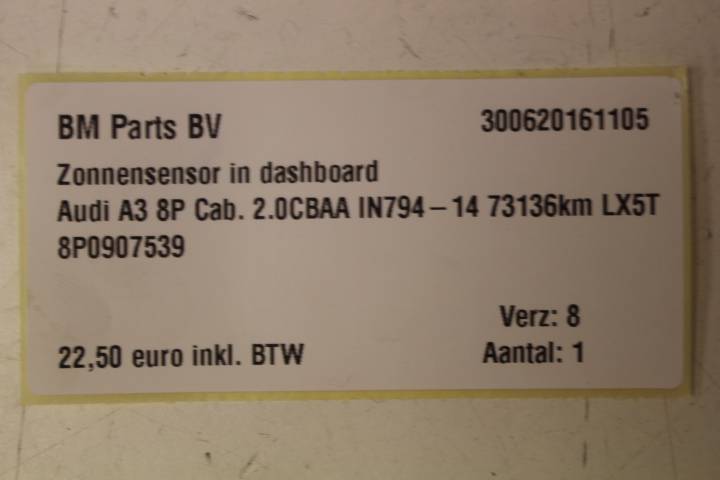 BM Parts BV 300620161105
Zonnensensor in dashboard
Audi A3 8P Cab. 2.0CBAA IN794-14 73136km LX5T
8P0907539
Verz: 8
22,50 euro inkl. BTW Aantal: 1